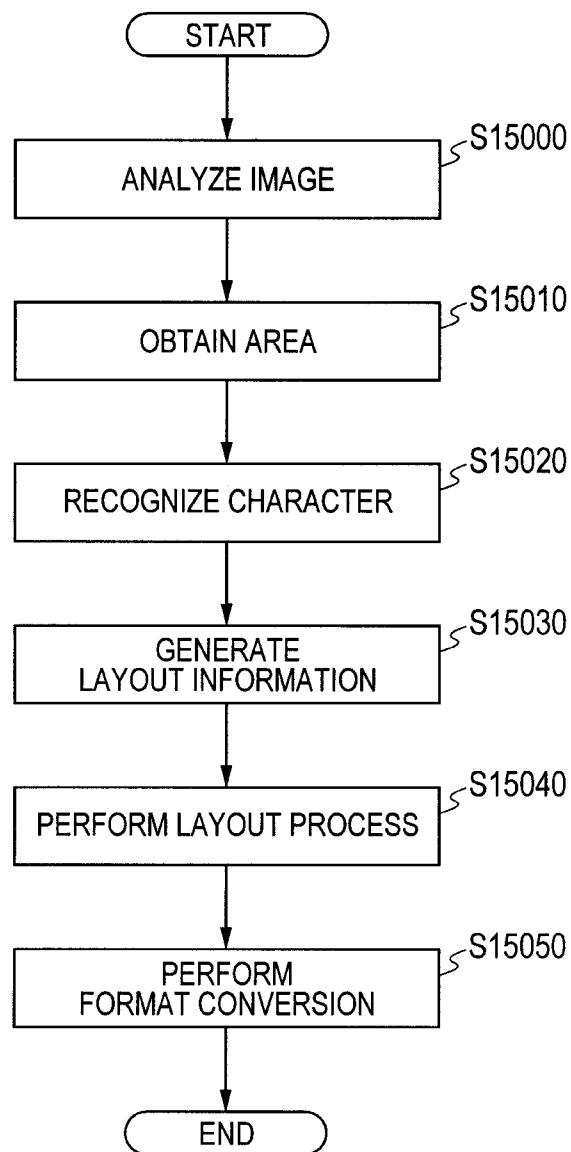 START
S15000
ANALYZE IMAGE
S15010
OBTAIN AREA
S15020
RECOGNIZE CHARACTER
S15030
GENERATE
LAYOUT INFORMATION
S15040
PERFORM LAYOUT PROCESS
S15050
PERFORM
FORMAT CONVERSION
END